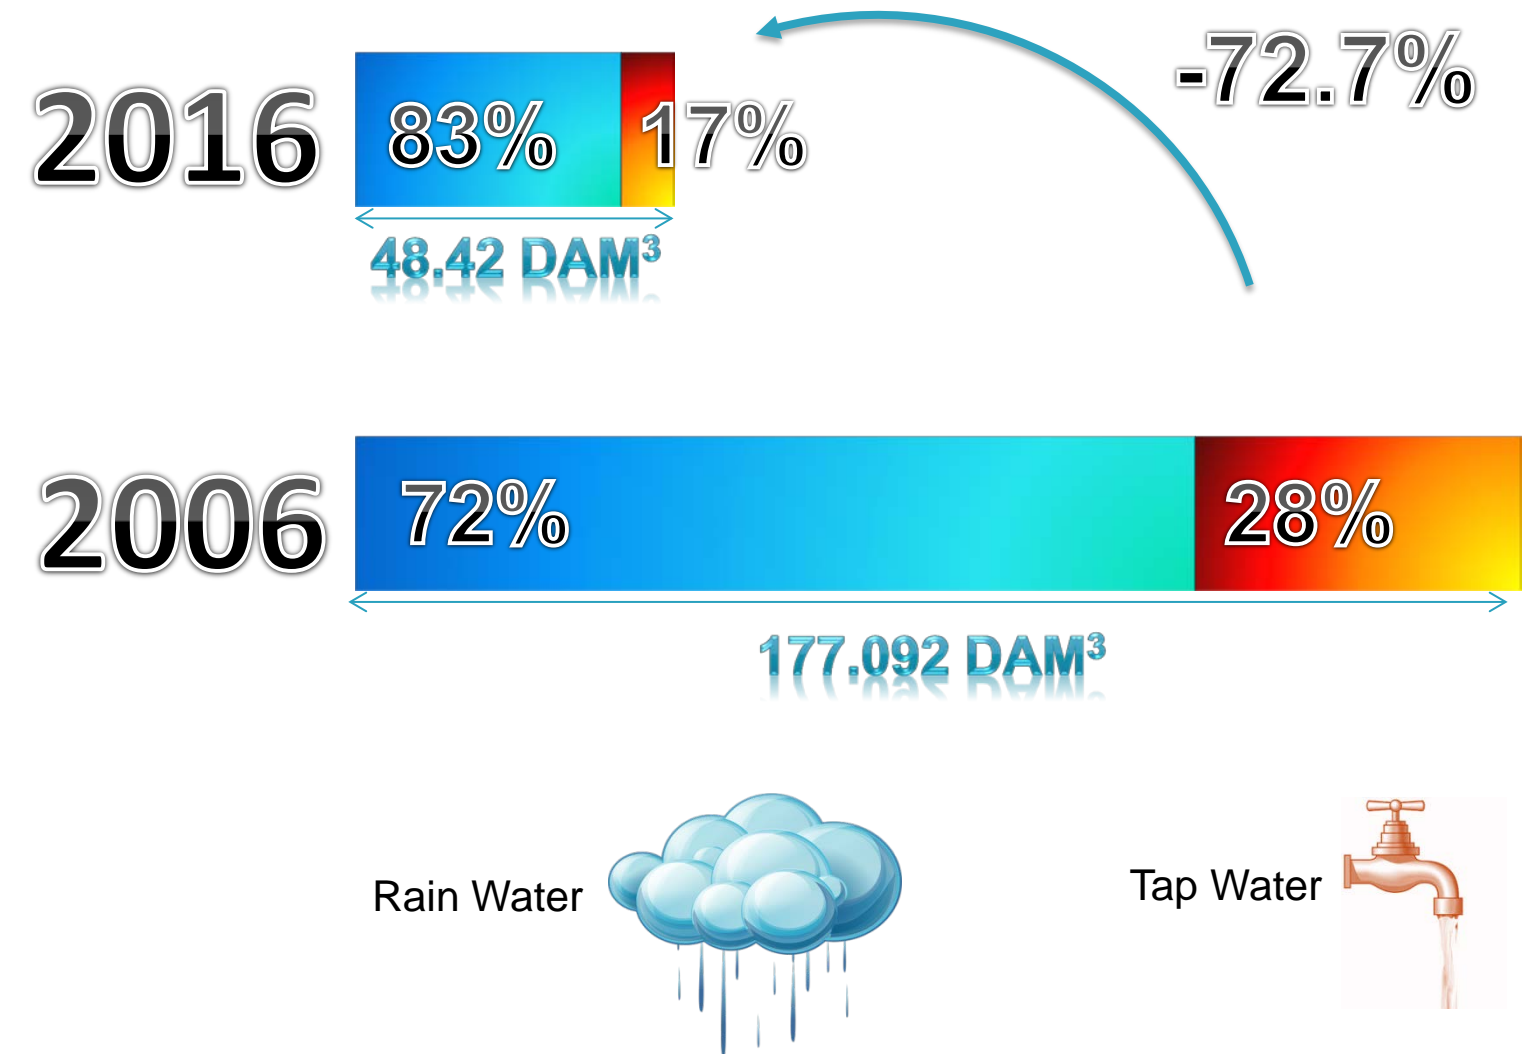 -72.7%
2016 83% 17%
48.42 DAM³
2006 72% 28%
177.092 DAM³
Rain Water
Tap Water